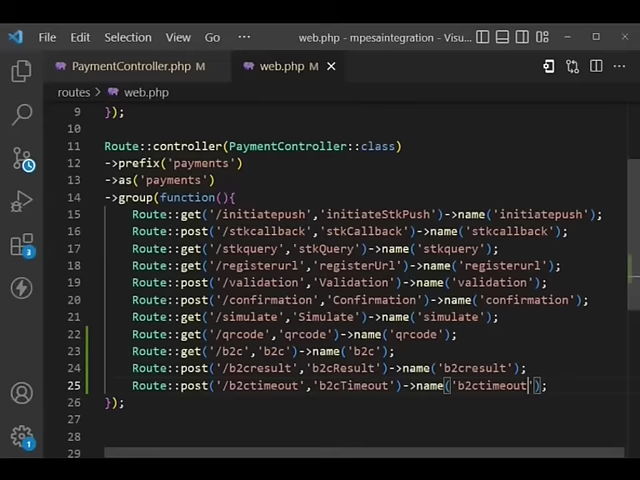 File Edit Selection View Go ··· web.php - mpesaintegration - Visu...
PaymentController.php M web.php M
routes > web.php
9 });
10
11 Route::controller(PaymentController::class)
12 ->prefix('payments')
13 ->as('payments')
14 ->group(function(){
15 Route::get('/initiatepush','initiateStkPush')->name('initiatepush');
16 Route::post('/stkcallback','stkCallback')->name('stkcallback');
17 Route::get('/stkquery','stkQuery')->name('stkquery');
18 Route::get('/registerurl','registerUrl')->name('registerurl');
19 Route::post('/validation','Validation')->name('validation');
20 Route::post('/confirmation','Confirmation')->name('confirmation');
21 Route::get('/simulate','Simulate')->name('simulate');
22 Route::get('/qrcode','qrcode')->name('qrcode');
23 Route::get('/b2c','b2c')->name('b2c');
24 Route::post('/b2cresult','b2cResult')->name('b2cresult');
25 Route::post('/b2ctimeout','b2cTimeout')->name('b2ctimeout');
26 });
27
28
29
3
1